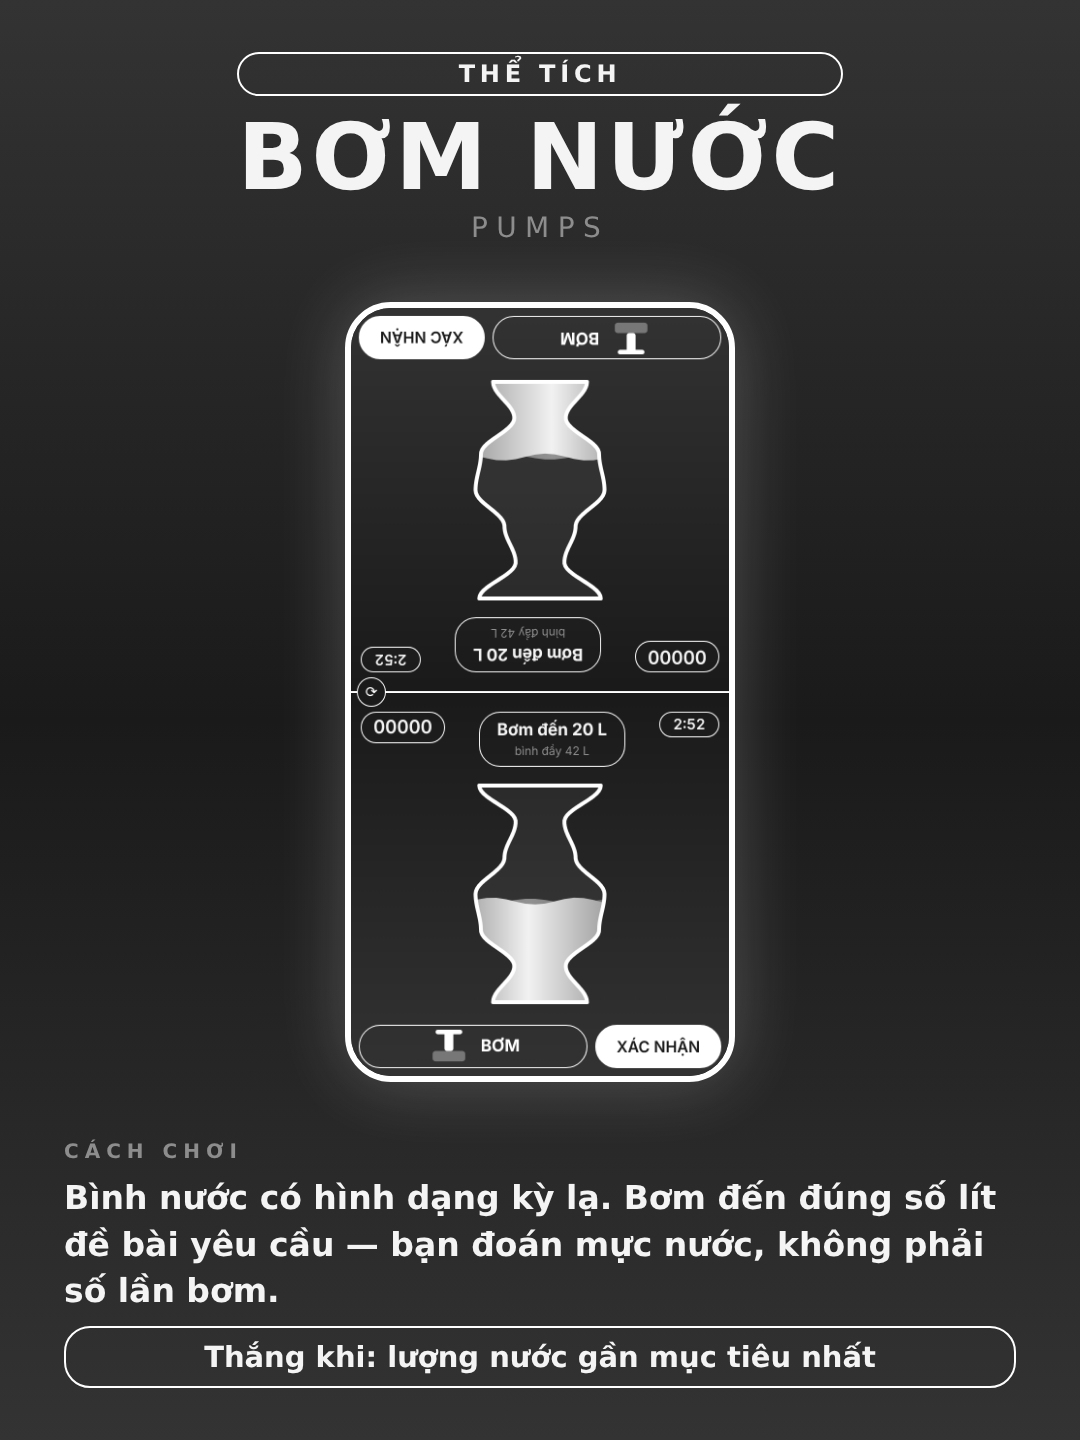 THỂ TÍCH
BƠM NƯỚC
PUMPS
XÁC NHẬN
BƠM
bình đầy 42 L
Bơm đến 20 L
2:52
00000
00000
Bơm đến 20 L
bình đầy 42 L
2:52
BƠM
XÁC NHẬN
CÁCH CHƠI
Bình nước có hình dạng kỳ lạ. Bơm đến đúng số lít
đề bài yêu cầu — bạn đoán mực nước, không phải
số lần bơm.
Thắng khi: lượng nước gần mục tiêu nhất